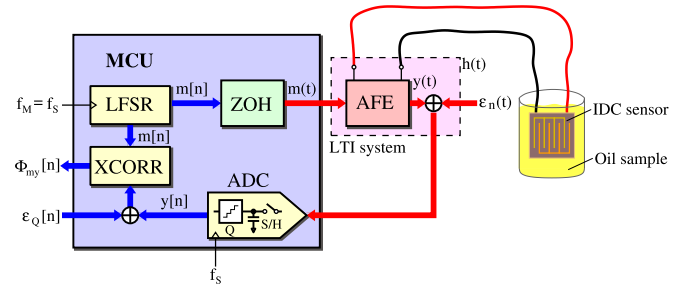 MCU
h(t)
m[n]
m(t)
y(t)
f_M = f_S
LFSR
ZOH
AFE
ε_n(t)
IDC sensor
m[n]
LTI system
Oil sample
Φ_my[n]
XCORR
ADC
ε_Q[n]
y[n]
Q
S/H
f_S